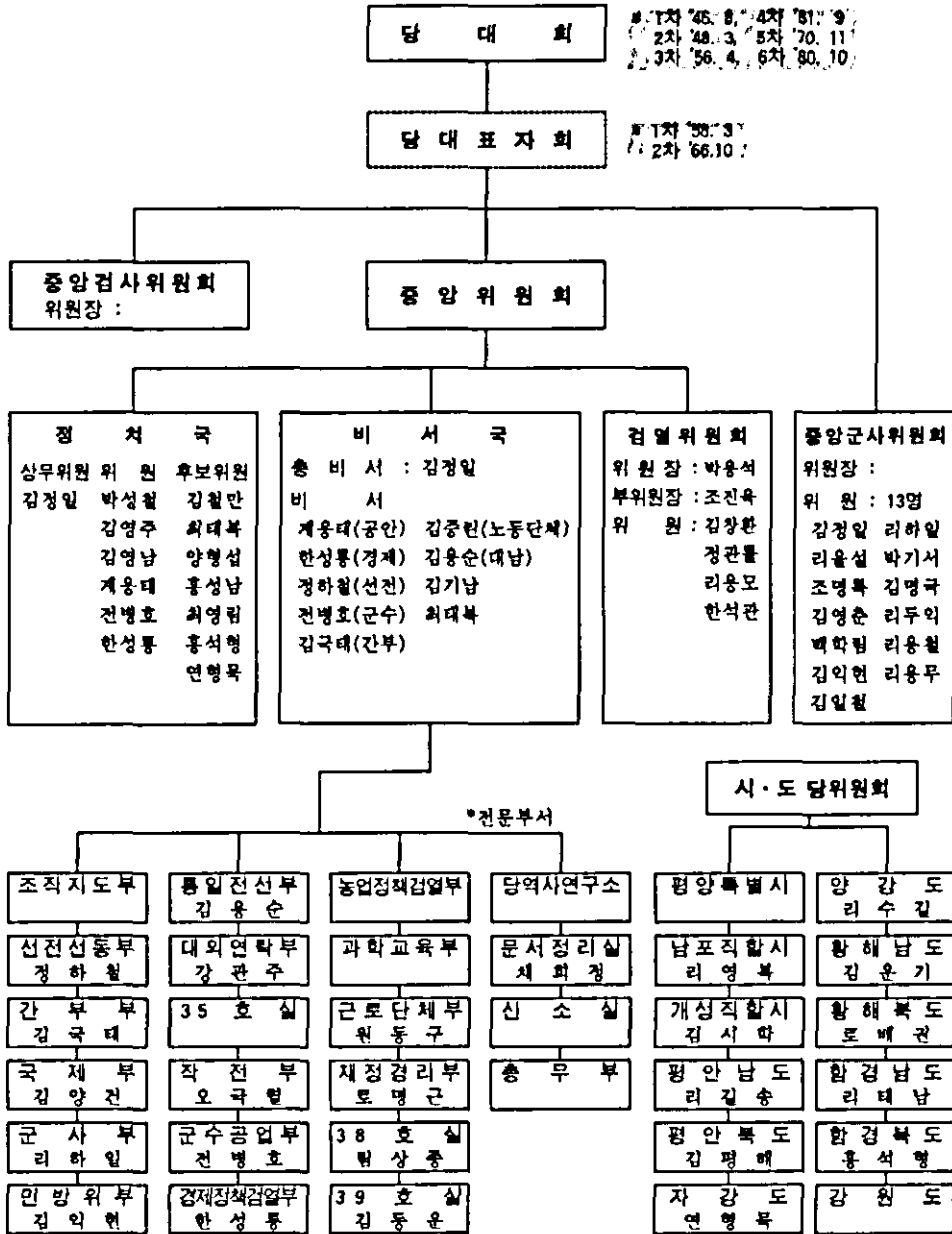 당 대 회
* 1차 '46. 8, 4차 '61. 9
2차 '48. 3, 5차 '70. 11
3차 '56. 4, 6차 '80. 10
당 대 표 자 회
* 1차 '58. 3
2차 '66.10
중앙검사위원회
위원장 :
중 앙 위 원 회
정 치 국
상무위원 위 원 후보위원
김정일 박성철 김철만
김영주 최태복
김영남 양형섭
계응태 홍성남
전병호 최영림
한성룡 홍석형
연형묵
비 서 국
총 비 서 : 김정일
비 서
계응태(공안) 김중린(노동단체)
한성룡(경제) 김용순(대남)
정하철(선전) 김기남
전병호(군수) 최태복
김국태(간부)
검열위원회
위 원 장 : 박용석
부위원장 : 조진욱
위 원 : 김창환
정관률
리용모
한석관
중앙군사위원회
위원장 :
위 원 : 13명
김정일 리하일
리을설 박기서
조명록 김명국
김영춘 리두익
백학림 리용철
김익현 리용무
김일철
*전문부서
조직지도부
선전선동부
정 하 철
간 부 부
김 국 태
국 제 부
김 양 건
군 사 부
리 하 일
민 방 위 부
김 익 현
통일전선부
김 용 순
대외연락부
강 관 주
35 호 실
작 전 부
오 극 렬
군수공업부
전 병 호
경제정책검열부
한 성 룡
농업정책검열부
과학교육부
근로단체부
원 동 구
재정경리부
로 명 근
38 호 실
림 상 종
39 호 실
김 동 운
당역사연구소
문서정리실
채 희 정
신 소 실
총 무 부
시·도 당위원회
평양특별시
남포직할시
리 영 복
개성직할시
김 시 학
평 안 남 도
리 길 송
평 안 북 도
김 평 해
자 강 도
연 형 묵
양 강 도
리 수 길
황 해 남 도
김 운 기
황 해 북 도
로 배 권
함 경 남 도
리 태 남
함 경 북 도
홍 석 형
강 원 도